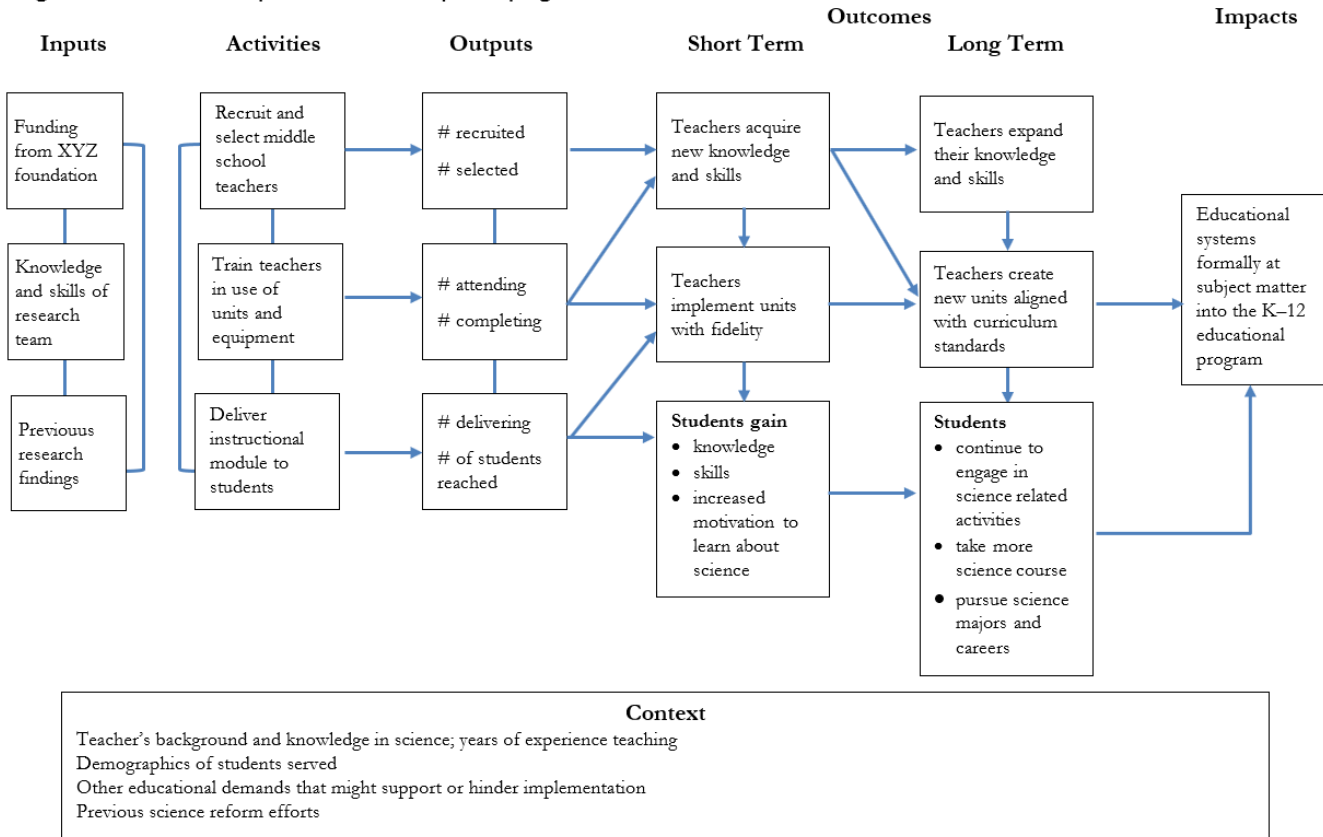 Outcomes
Impacts
Inputs
Activities
Outputs
Short Term
Long Term
Funding
from XYZ
foundation
Knowledge
and skills of
research
team
Previouus
research
findings
Recruit and
select middle
school
teachers
Train teachers
in use of
units and
equipment
Deliver
instructional
module to
students
# recruited
# selected
# attending
# completing
# delivering
# of students
reached
Teachers acquire
new knowledge
and skills
Teachers
implement units
with fidelity
Students gain
• knowledge
• skills
• increased
motivation to
learn about
science
Teachers expand
their knowledge
and skills
Teachers create
new units aligned
with curriculum
standards
Students
• continue to
engage in
science related
activities
• take more
science course
• pursue science
majors and
careers
Educational
systems
formally at
subject matter
into the K–12
educational
program
Context
Teacher's background and knowledge in science; years of experience teaching
Demographics of students served
Other educational demands that might support or hinder implementation
Previous science reform efforts